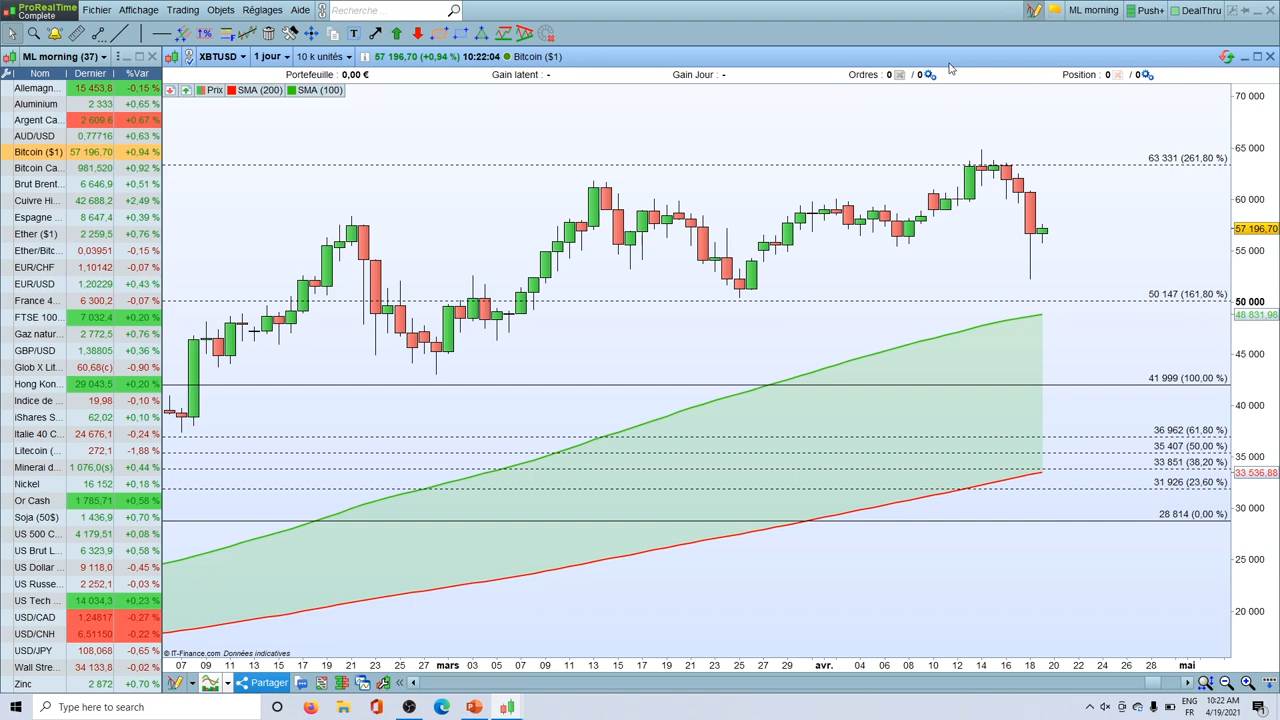 ProRealTime
Complete
Fichier Affichage Trading Objets Réglages Aide Recherche ... ML morning Push+ DealThru
ML morning (37) XBTUSD 1 jour 10 k unités 57 196,70 (+0,94 %) 10:22:04 Bitcoin ($1)
Nom Dernier %Var
Portefeuille : 0,00 € Gain latent : - Gain Jour : - Ordres : 0 / 0 Position : 0 / 0
Prix SMA (200) SMA (100)
Allemagn... 15 453,8 -0,15 %
Aluminium 2 333 +0,65 %
Argent Ca... 2 609,6 +0,67 %
AUD/USD 0,77716 +0,63 %
Bitcoin ($1) 57 196,70 +0,94 %
Bitcoin Ca... 981,520 +0,92 %
Brut Brent... 6 646,9 +0,51 %
Cuivre Hi... 42 688,2 +2,49 %
Espagne ... 8 647,4 +0,39 %
Ether ($1) 2 259,5 +0,76 %
Ether/Bitc... 0,03951 -0,15 %
EUR/CHF 1,10142 -0,07 %
EUR/USD 1,20229 +0,43 %
France 4... 6 300,2 -0,07 %
FTSE 100... 7 032,4 +0,20 %
Gaz natur... 2 772,5 +0,76 %
GBP/USD 1,38805 +0,36 %
Glob X Lit... 60,68(c) -0,90 %
Hong Kon... 29 043,5 +0,20 %
Indice de ... 19,98 -0,10 %
iShares S... 62,02 +0,10 %
Italie 40 C... 24 676,1 -0,24 %
Litecoin (... 272,1 -1,88 %
Minerai d... 1 076,0(s) +0,44 %
Nickel 16 152 +0,18 %
Or Cash 1 785,71 +0,58 %
Soja (50$) 1 436,9 +0,70 %
US 500 C... 4 179,51 +0,08 %
US Brut L... 6 323,9 +0,58 %
US Dollar ... 9 118,0 -0,45 %
US Russe... 2 252,1 -0,03 %
US Tech ... 14 034,3 +0,23 %
USD/CAD 1,24817 -0,27 %
USD/CNH 6,51150 -0,22 %
USD/JPY 108,068 -0,65 %
Wall Stre... 34 133,8 -0,02 %
Zinc 2 872 +0,70 %
63 331 (261,80 %)
50 147 (161,80 %)
41 999 (100,00 %)
36 962 (61,80 %)
35 407 (50,00 %)
33 851 (38,20 %)
31 926 (23,60 %)
28 814 (0,00 %)
70 000
65 000
60 000
57 196,70
55 000
50 000
48 831,98
45 000
40 000
35 000
33 536,88
30 000
25 000
20 000
© IT-Finance.com Données indicatives
07 09 11 13 15 17 19 21 23 25 27 mars 03 05 07 09 11 13 15 17 19 21 23 25 27 29 avr. 04 06 08 10 12 14 16 18 20 22 24 26 28 mai
Partager
Type here to search
ENG 10:22 AM
FR 4/19/2021